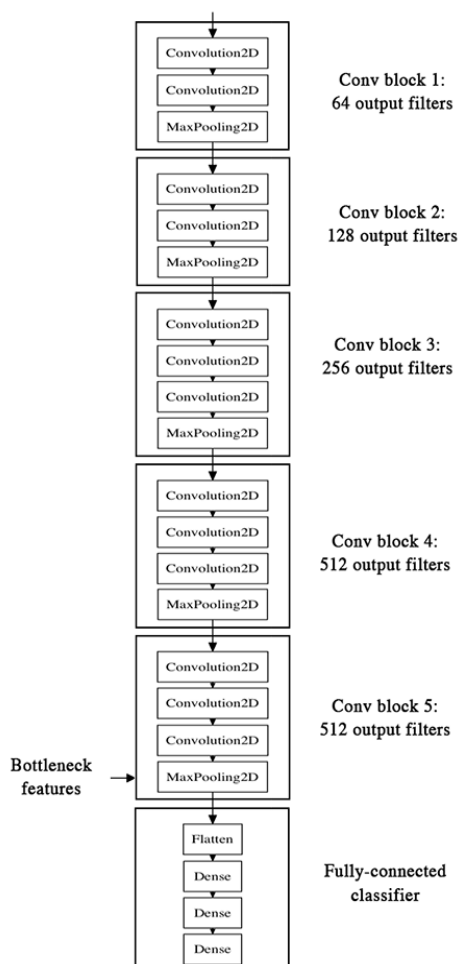 Convolution2D
Convolution2D
MaxPooling2D
Conv block 1:
64 output filters
Convolution2D
Convolution2D
MaxPooling2D
Conv block 2:
128 output filters
Convolution2D
Convolution2D
Convolution2D
MaxPooling2D
Conv block 3:
256 output filters
Convolution2D
Convolution2D
Convolution2D
MaxPooling2D
Conv block 4:
512 output filters
Convolution2D
Convolution2D
Convolution2D
MaxPooling2D
Conv block 5:
512 output filters
Bottleneck
features
Flatten
Dense
Dense
Dense
Fully-connected
classifier